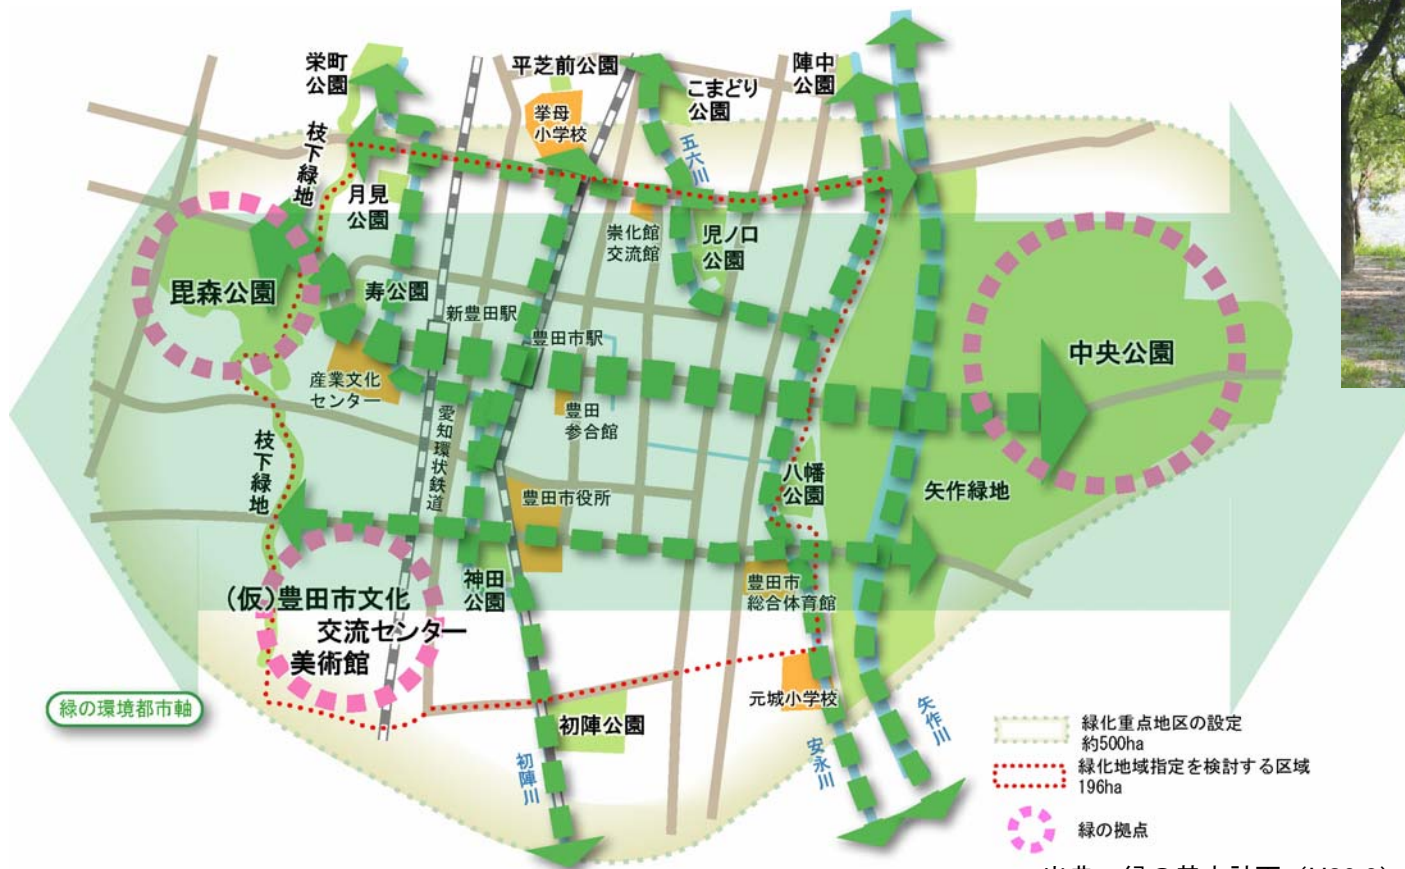 栄町
公園
平芝前公園
挙母
小学校
こまどり
公園
陣中
公園
枝下緑地
五六川
月見
公園
崇化館
交流館
児ノ口
公園
毘森公園
寿公園
新豊田駅
豊田市駅
中央公園
産業文化
センター
愛知環状鉄道
豊田
参合館
枝下緑地
八幡
公園
矢作緑地
豊田市役所
神田
公園
豊田市
総合体育館
(仮)豊田市文化
交流センター
美術館
緑の環境都市軸
元城小学校
初陣公園
初陣川
安永川
矢作川
緑化重点地区の設定
約500ha
緑化地域指定を検討する区域
196ha
緑の拠点